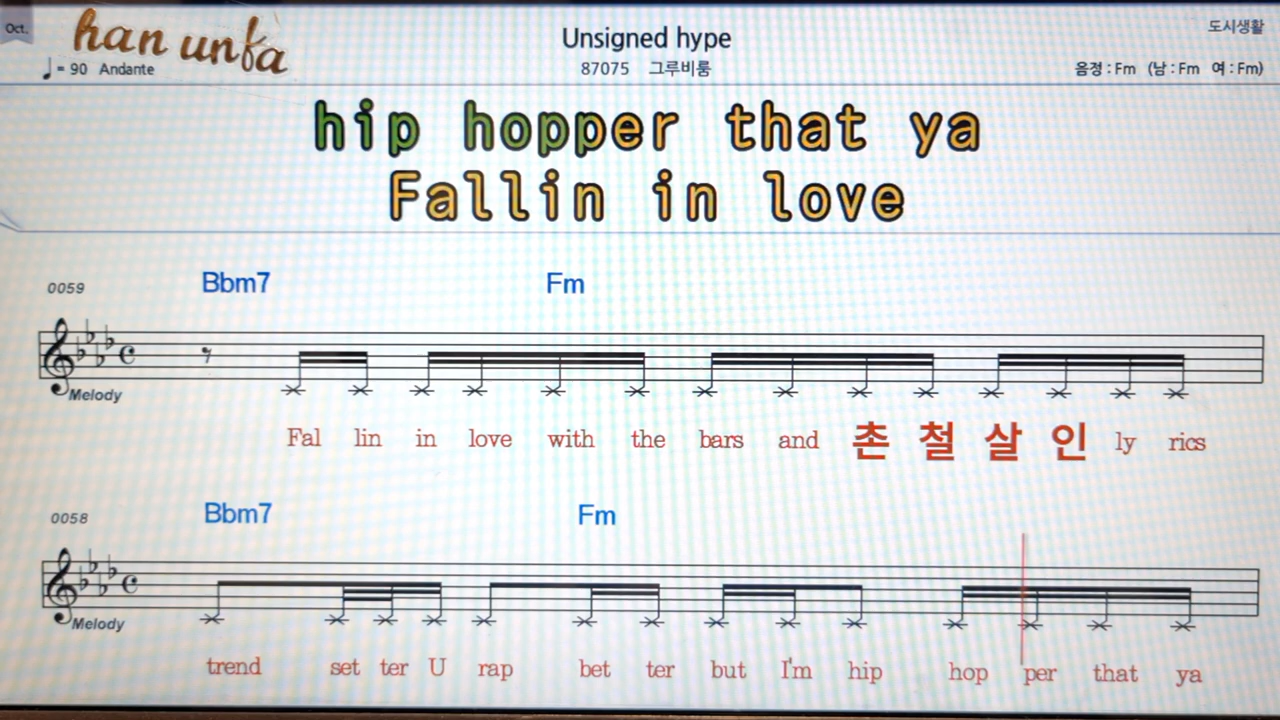 Oct.
han unfa
Unsigned hype
도시생활
♩= 90 Andante
87075 그루비룸
음정 : Fm (남 : Fm 여 : Fm)
hip hopper that ya
Fallin in love
0059 Bbm7 Fm
Melody
Fal lin in love with the bars and 촌 철 살 인 ly rics
0058 Bbm7 Fm
Melody
trend set ter U rap bet ter but I'm hip hop per that ya